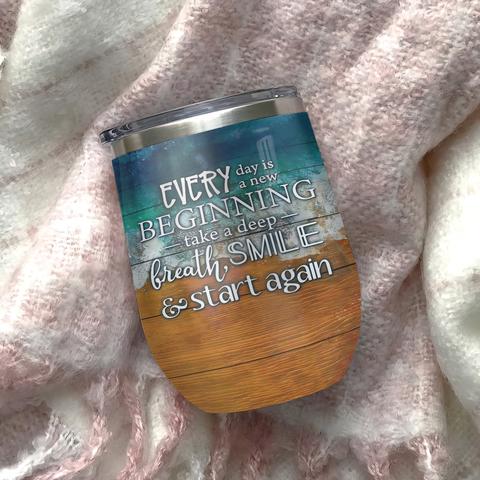 EVERY day is
a new
BEGINNING
take a deep
breath, SMILE
& start again